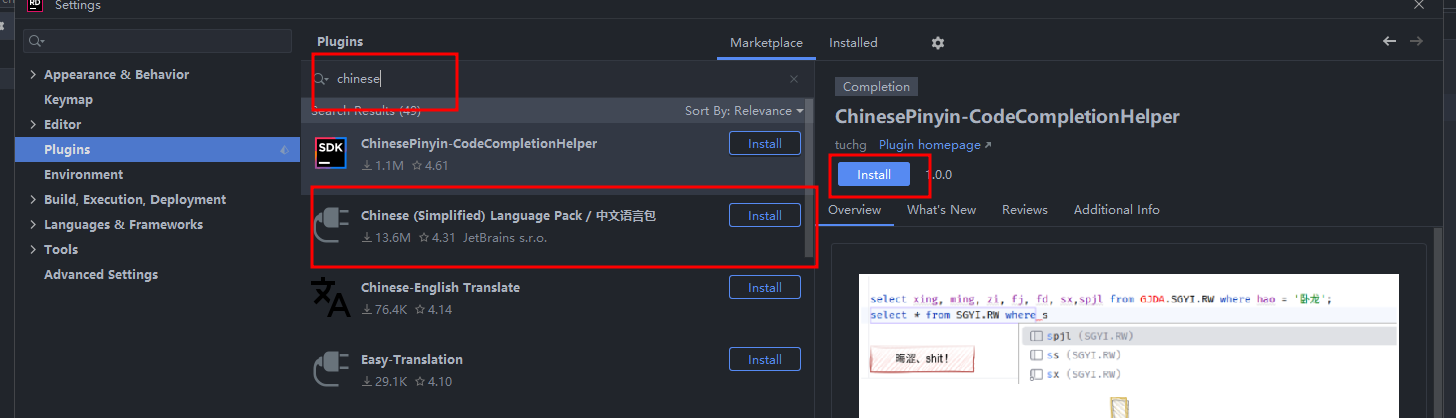 Settings
Plugins
Marketplace
Installed
chinese
Search Results (49)
Sort By: Relevance
Appearance & Behavior
Keymap
Editor
Plugins
Environment
Build, Execution, Deployment
Languages & Frameworks
Tools
Advanced Settings
SDK
ChinesePinyin-CodeCompletionHelper
1.1M 4.61
Install
Chinese (Simplified) Language Pack / 中文语言包
13.6M 4.31 JetBrains s.r.o.
Install
Chinese-English Translate
76.4K 4.14
Install
Easy-Translation
29.1K 4.10
Install
Completion
ChinesePinyin-CodeCompletionHelper
tuchg Plugin homepage
Install 1.0.0
Overview What's New Reviews Additional Info
select xing, ming, zi, fj, fd, sx,spjl from GJDA.SGYI.RW where hao = '卧龙';
select * from SGYI.RW where s
spjl (SGYI.RW)
ss (SGYI.RW)
sx (SGYI.RW)
晦涩、shit!